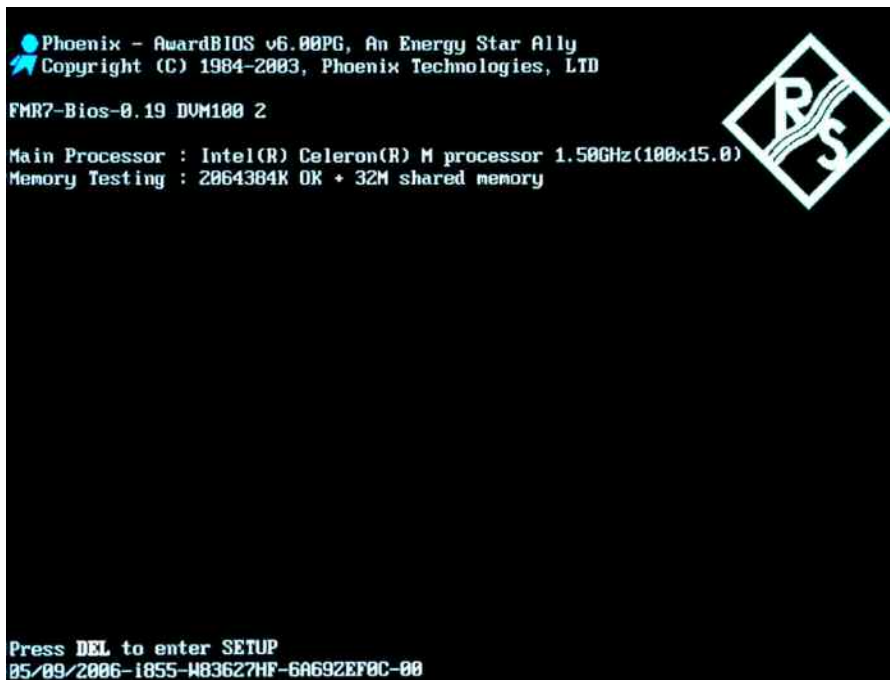 Phoenix - AwardBIOS v6.00PG, An Energy Star Ally
Copyright (C) 1984-2003, Phoenix Technologies, LTD
FMR7-Bios-0.19 DVM100 2
Main Processor : Intel(R) Celeron(R) M processor 1.50GHz(100x15.0)
Memory Testing : 2064384K OK + 32M shared memory
R S
Press DEL to enter SETUP
05/09/2006-i855-W83627HF-6A69ZEF0C-00